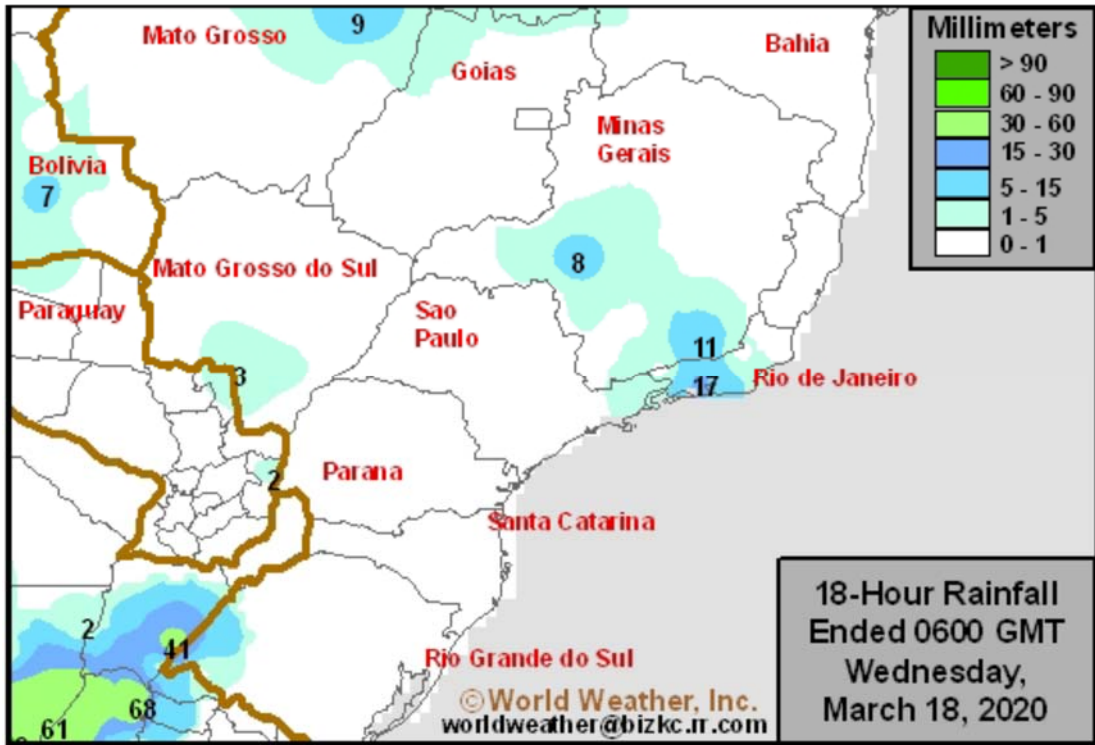 9
Mato Grosso
Goias
Bahia
Minas
Gerais
Bolivia
7
Mato Grosso do Sul
8
Paraguay
Sao
Paulo
11
3
17
Rio de Janeiro
Parana
2
Santa Catarina
2
41
Rio Grande do Sul
68
61
©World Weather, Inc.
worldweather@bizkc.rr.com
Millimeters
> 90
60 - 90
30 - 60
15 - 30
5 - 15
1 - 5
0 - 1
18-Hour Rainfall
Ended 0600 GMT
Wednesday,
March 18, 2020